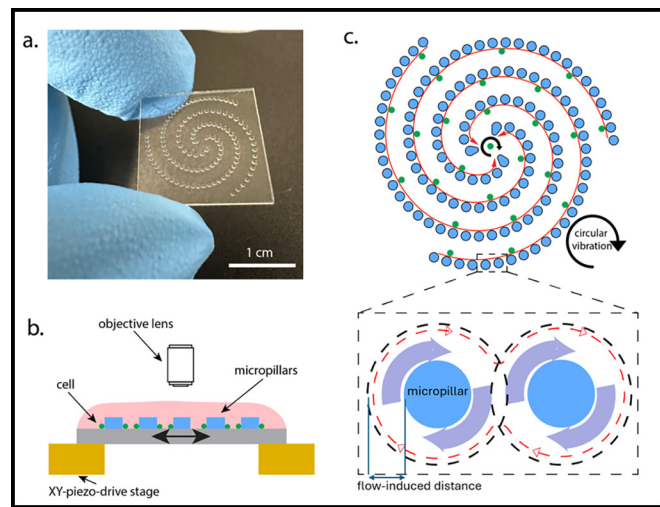 a.
1 cm
b.
objective lens
cell
micropillars
XY-piezo-drive stage
c.
circular
vibration
micropillar
flow-induced distance